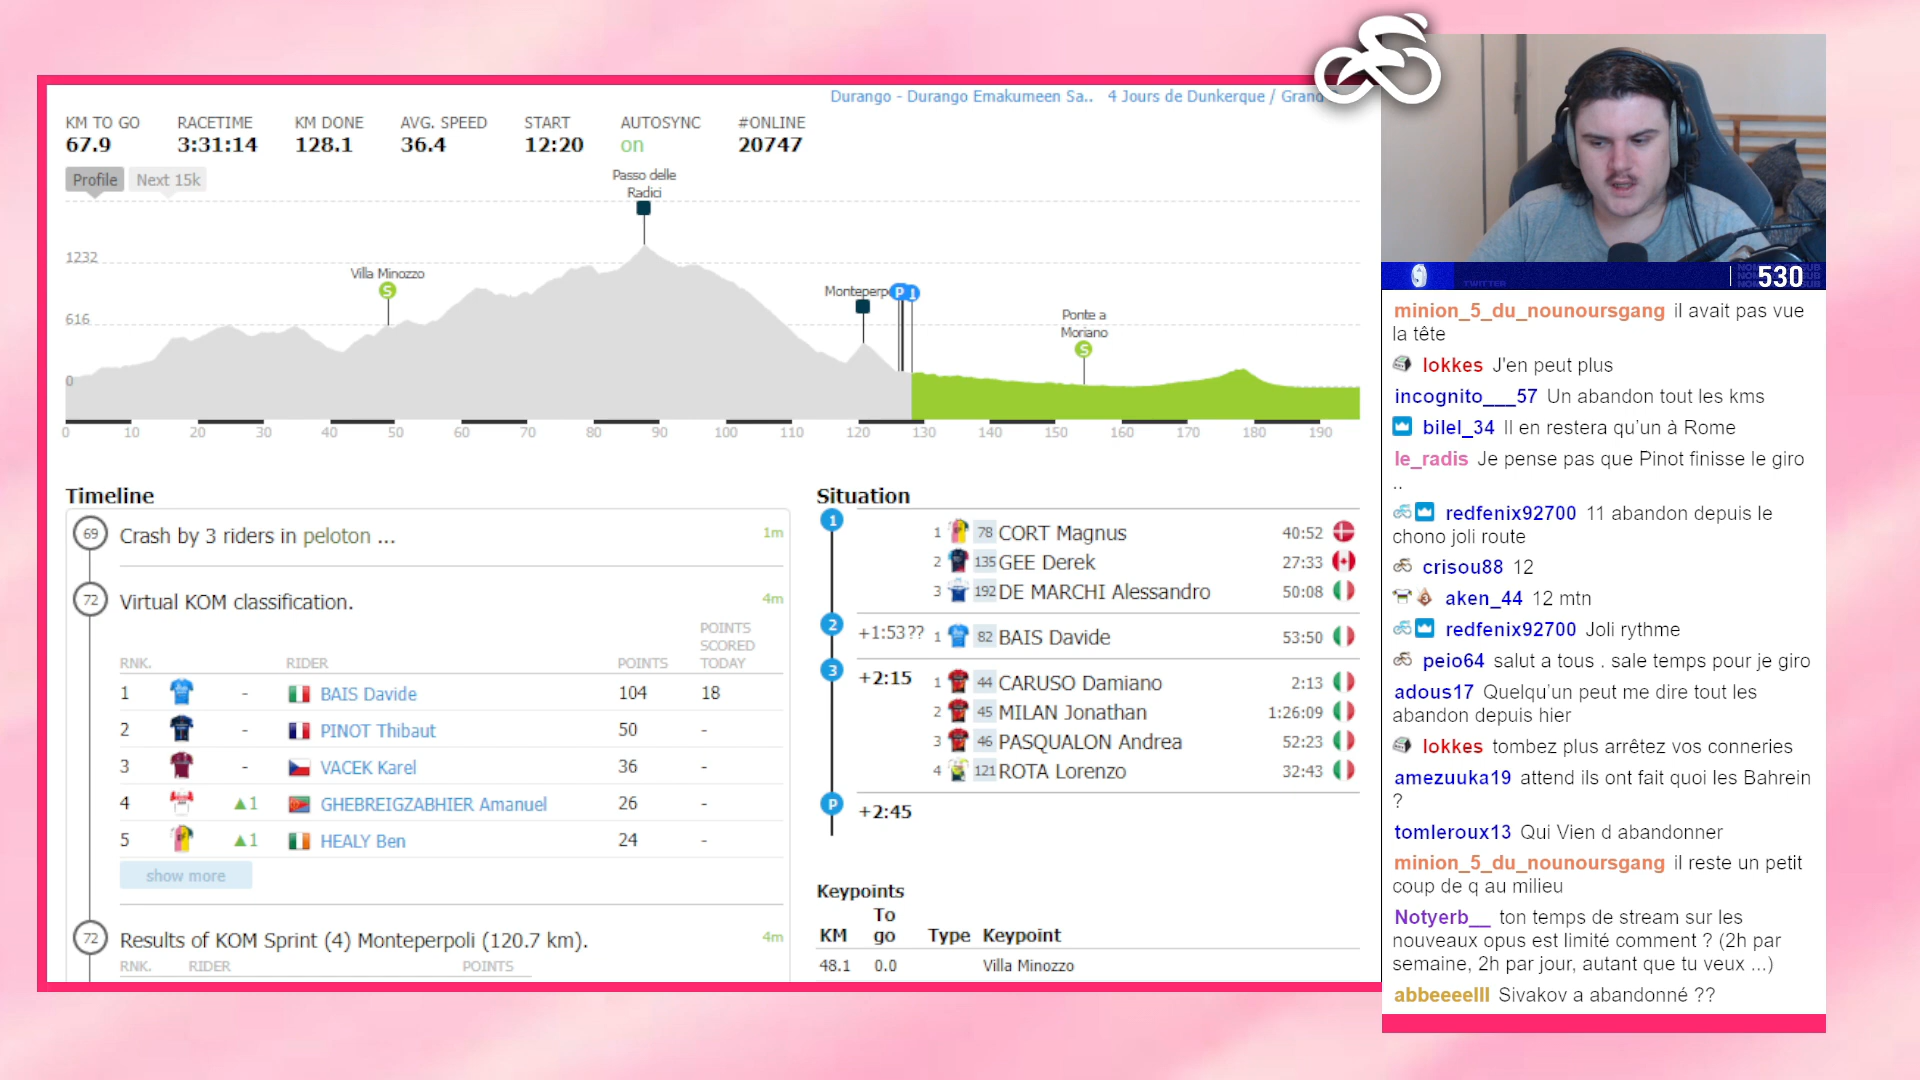 Durango - Durango Emakumeen Sa.. 4 Jours de Dunkerque / Grand
KM TO GO RACETIME KM DONE AVG. SPEED START AUTOSYNC #ONLINE
67.9 3:31:14 128.1 36.4 12:20 on 20747
Profile Next 15k
Passo delle
Radici
1232
Villa Minozzo
S
Monteperp
P 1
616
Ponte a
Moriano
S
0
0 10 20 30 40 50 60 70 80 90 100 110 120 130 140 150 160 170 180 190
Timeline
69 Crash by 3 riders in peloton ... 1m
72 Virtual KOM classification. 4m
RNK. RIDER POINTS POINTS SCORED TODAY
1 - BAIS Davide 104 18
2 - PINOT Thibaut 50 -
3 - VACEK Karel 36 -
4 ▲1 GHEBREIGZABHIER Amanuel 26 -
5 ▲1 HEALY Ben 24 -
show more
72 Results of KOM Sprint (4) Monteperpoli (120.7 km). 4m
RNK. RIDER POINTS
Situation
1
1 78 CORT Magnus 40:52
2 135 GEE Derek 27:33
3 192 DE MARCHI Alessandro 50:08
2 +1:53?? 1 82 BAIS Davide 53:50
3 +2:15 1 44 CARUSO Damiano 2:13
2 45 MILAN Jonathan 1:26:09
3 46 PASQUALON Andrea 52:23
4 121 ROTA Lorenzo 32:43
P +2:45
Keypoints
KM To go Type Keypoint
48.1 0.0 Villa Minozzo
TWITTER
530
minion_5_du_nounoursgang il avait pas vue
la tête
lokkes J'en peut plus
incognito___57 Un abandon tout les kms
bilel_34 Il en restera qu'un à Rome
le_radis Je pense pas que Pinot finisse le giro
..
redfenix92700 11 abandon depuis le
chono joli route
crisou88 12
aken_44 12 mtn
redfenix92700 Joli rythme
peio64 salut a tous . sale temps pour je giro
adous17 Quelqu'un peut me dire tout les
abandon depuis hier
lokkes tombez plus arrêtez vos conneries
amezuuka19 attend ils ont fait quoi les Bahrein
?
tomleroux13 Qui Vien d abandonner
minion_5_du_nounoursgang il reste un petit
coup de q au milieu
Notyerb__ ton temps de stream sur les
nouveaux opus est limité comment ? (2h par
semaine, 2h par jour, autant que tu veux ...)
abbeeeelll Sivakov a abandonné ??